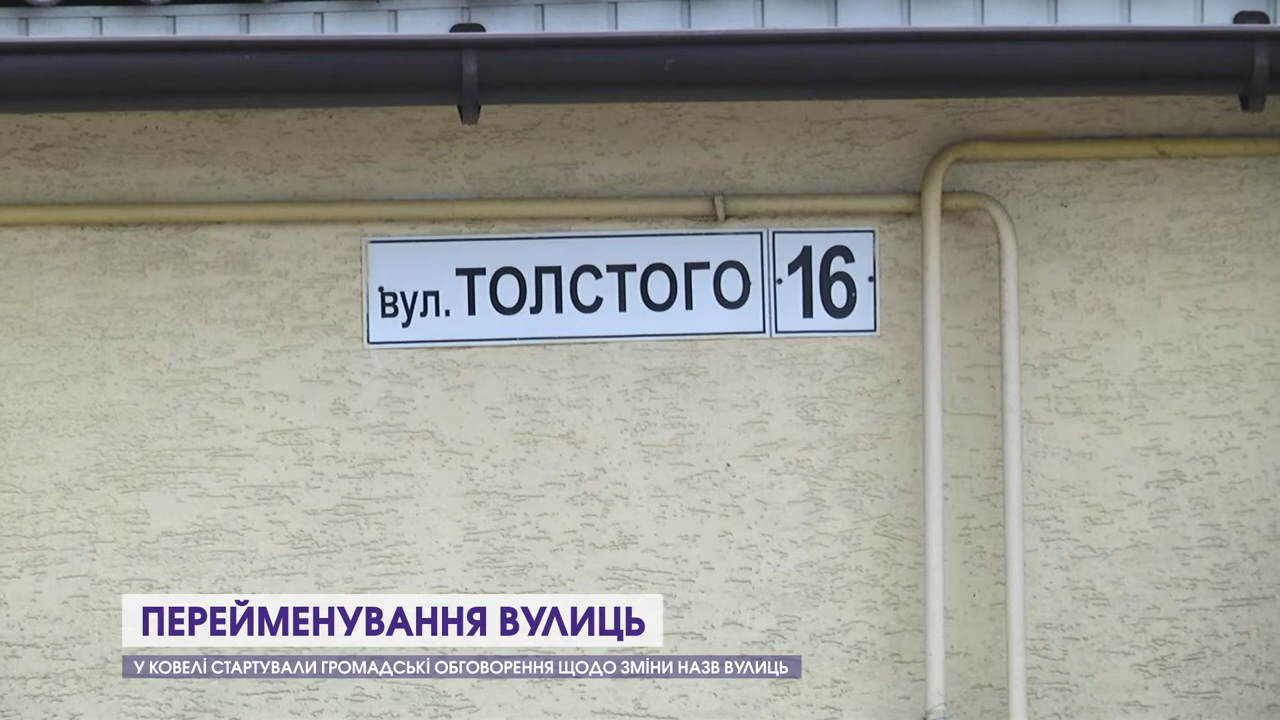 вул. ТОЛСТОГО 16
ПЕРЕЙМЕНУВАННЯ ВУЛИЦЬ
У КОВЕЛІ СТАРТУВАЛИ ГРОМАДСЬКІ ОБГОВОРЕННЯ ЩОДО ЗМІНИ НАЗВ ВУЛИЦЬ